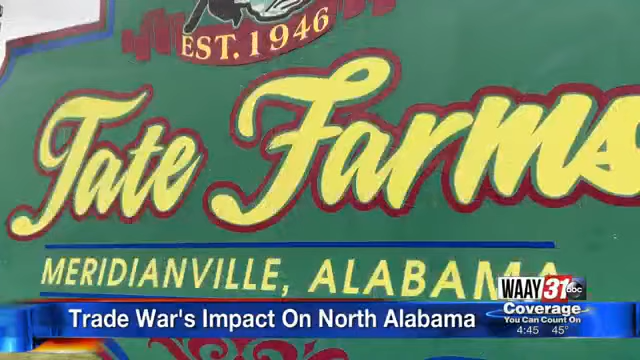 EST. 1946
Tate Farms
MERIDIANVILLE, ALABAMA
WAAY 31 abc
Trade War's Impact On North Alabama
Coverage
You Can Count On
4:45 45°